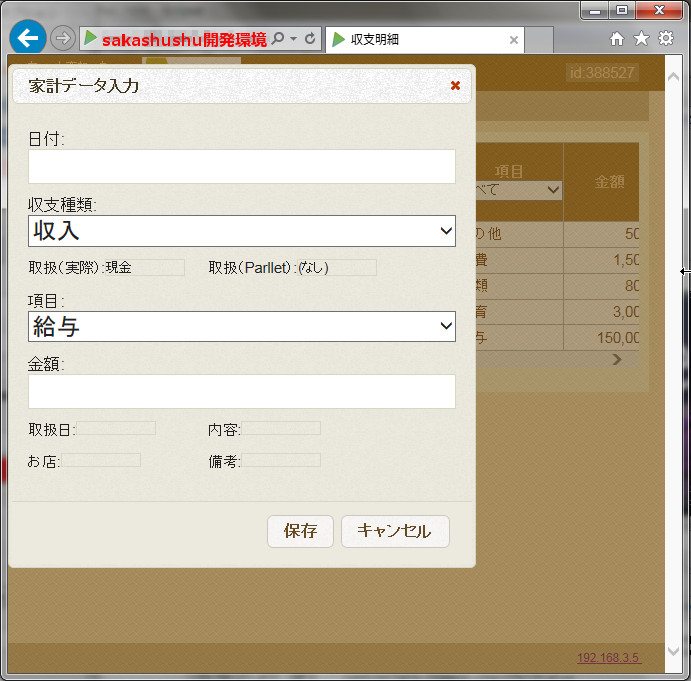 sakashushu開発環境
収支明細
id:388527
家計データ入力
日付:
収支種類:
収入
取扱(実際):現金 取扱(Parllet):(なし)
項目:
給与
金額:
取扱日: 内容:
お店: 備考:
保存 キャンセル
項目 金額
べて
の他 50
費 1,50
類 80
育 3,00
与 150,00
192.168.3.5